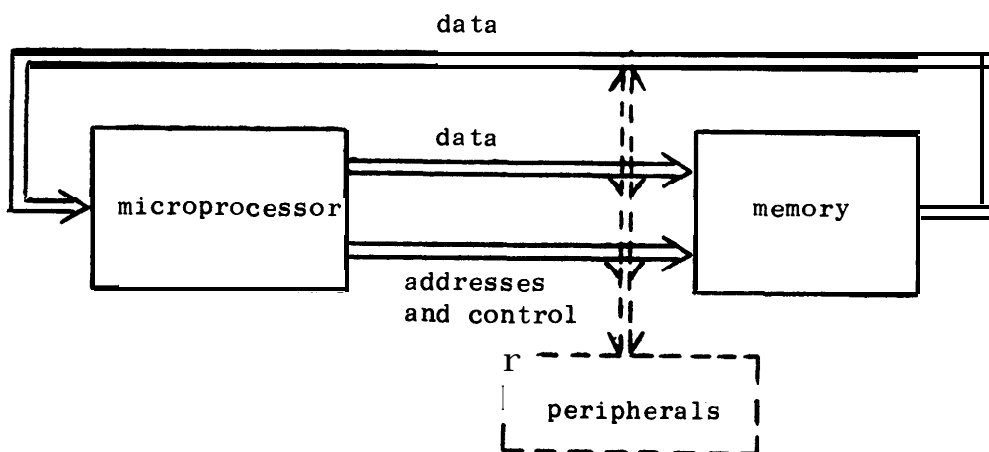 data
data
microprocessor
memory
addresses
and control
peripherals